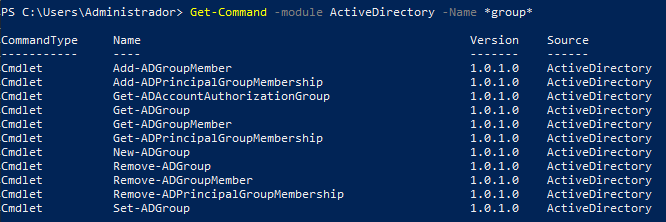 PS C:\Users\Administrador> Get-Command -module ActiveDirectory -Name *group*
CommandType Name Version Source
----------- ---- ------- ------
Cmdlet Add-ADGroupMember 1.0.1.0 ActiveDirectory
Cmdlet Add-ADPrincipalGroupMembership 1.0.1.0 ActiveDirectory
Cmdlet Get-ADAccountAuthorizationGroup 1.0.1.0 ActiveDirectory
Cmdlet Get-ADGroup 1.0.1.0 ActiveDirectory
Cmdlet Get-ADGroupMember 1.0.1.0 ActiveDirectory
Cmdlet Get-ADPrincipalGroupMembership 1.0.1.0 ActiveDirectory
Cmdlet New-ADGroup 1.0.1.0 ActiveDirectory
Cmdlet Remove-ADGroup 1.0.1.0 ActiveDirectory
Cmdlet Remove-ADGroupMember 1.0.1.0 ActiveDirectory
Cmdlet Remove-ADPrincipalGroupMembership 1.0.1.0 ActiveDirectory
Cmdlet Set-ADGroup 1.0.1.0 ActiveDirectory